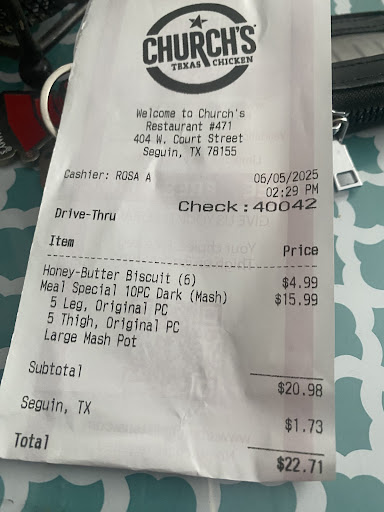 CHURCH'S
TEXAS CHICKEN
Welcome to Church's
Restaurant #471
404 W. Court Street
Seguin, TX 78155
Cashier: ROSA A 06/05/2025
02:29 PM
Drive-Thru Check:40042
Item Price
Honey-Butter Biscuit (6) $4.99
Meal Special 10PC Dark (Mash) $15.99
5 Leg, Original PC
5 Thigh, Original PC
Large Mash Pot
Subtotal $20.98
Seguin, TX $1.73
Total $22.71